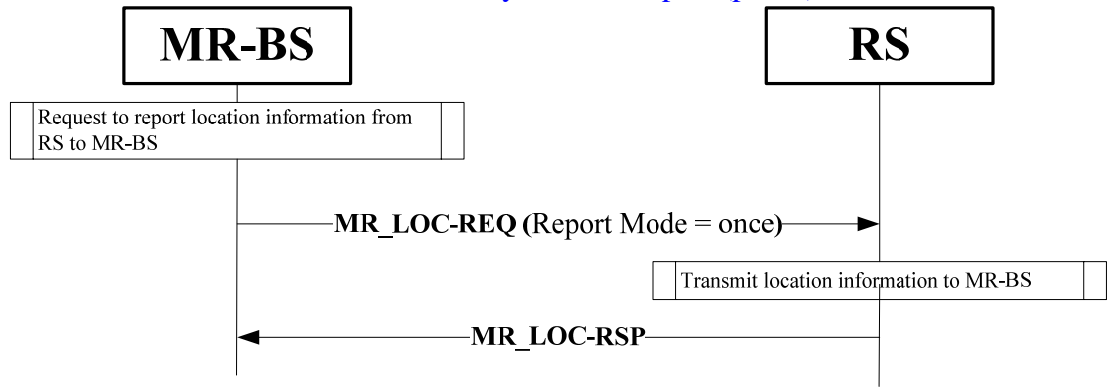 MR-BS
RS
Request to report location information from
RS to MR-BS
MR_LOC-REQ (Report Mode = once)
Transmit location information to MR-BS
MR_LOC-RSP